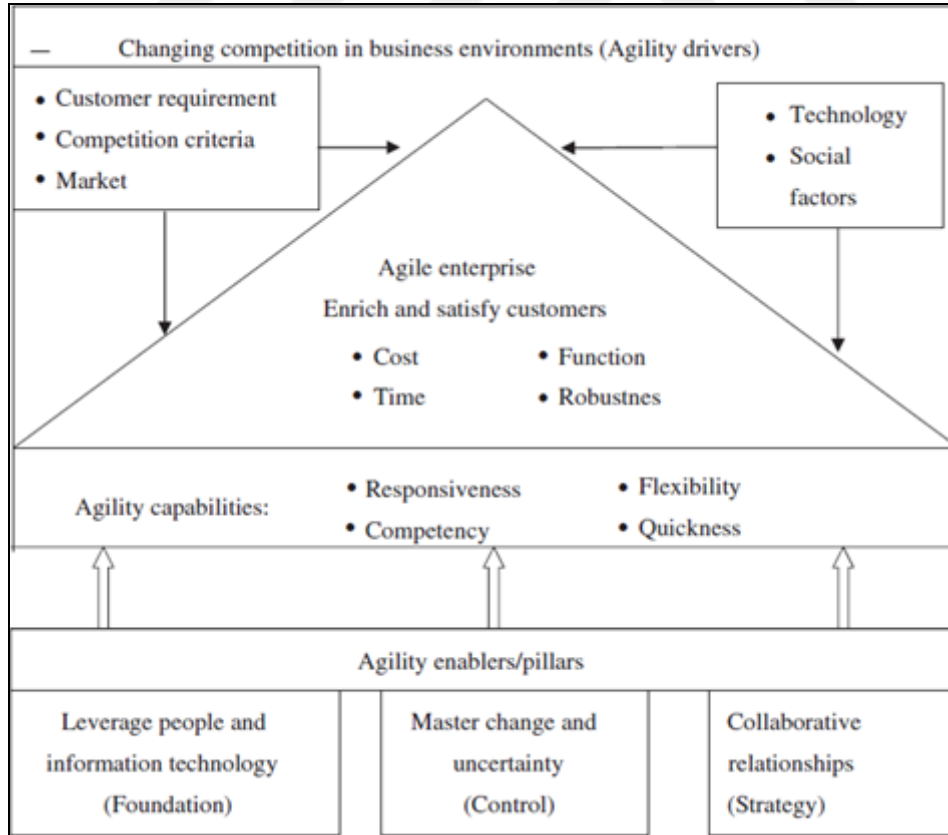 Changing competition in business environments (Agility drivers)
• Customer requirement
• Competition criteria
• Market
• Technology
• Social
factors
Agile enterprise
Enrich and satisfy customers
• Cost
• Function
• Time
• Robustnes
Agility capabilities:
• Responsiveness
• Flexibility
• Competency
• Quickness
Agility enablers/pillars
Leverage people and
information technology
(Foundation)
Master change and
uncertainty
(Control)
Collaborative
relationships
(Strategy)